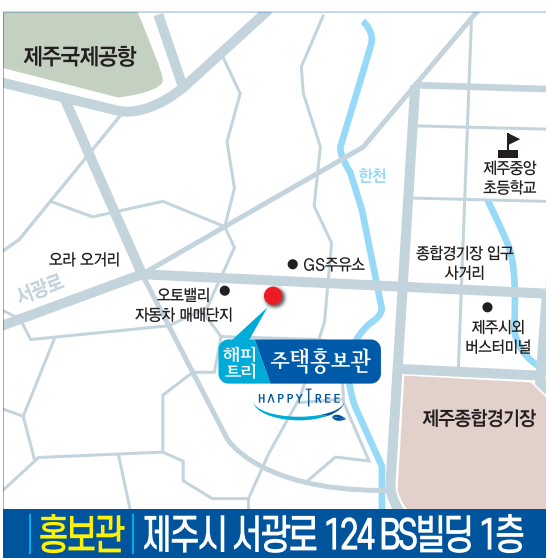 제주국제공항
제주중앙
초등학교
한천
오라 오거리
GS주유소
종합경기장 입구
사거리
서광로
오토밸리
자동차 매매단지
제주시외
버스터미널
해피
트리
주택홍보관
HAPPYTREE
제주종합경기장
홍보관 제주시 서광로 124 BS빌딩 1층